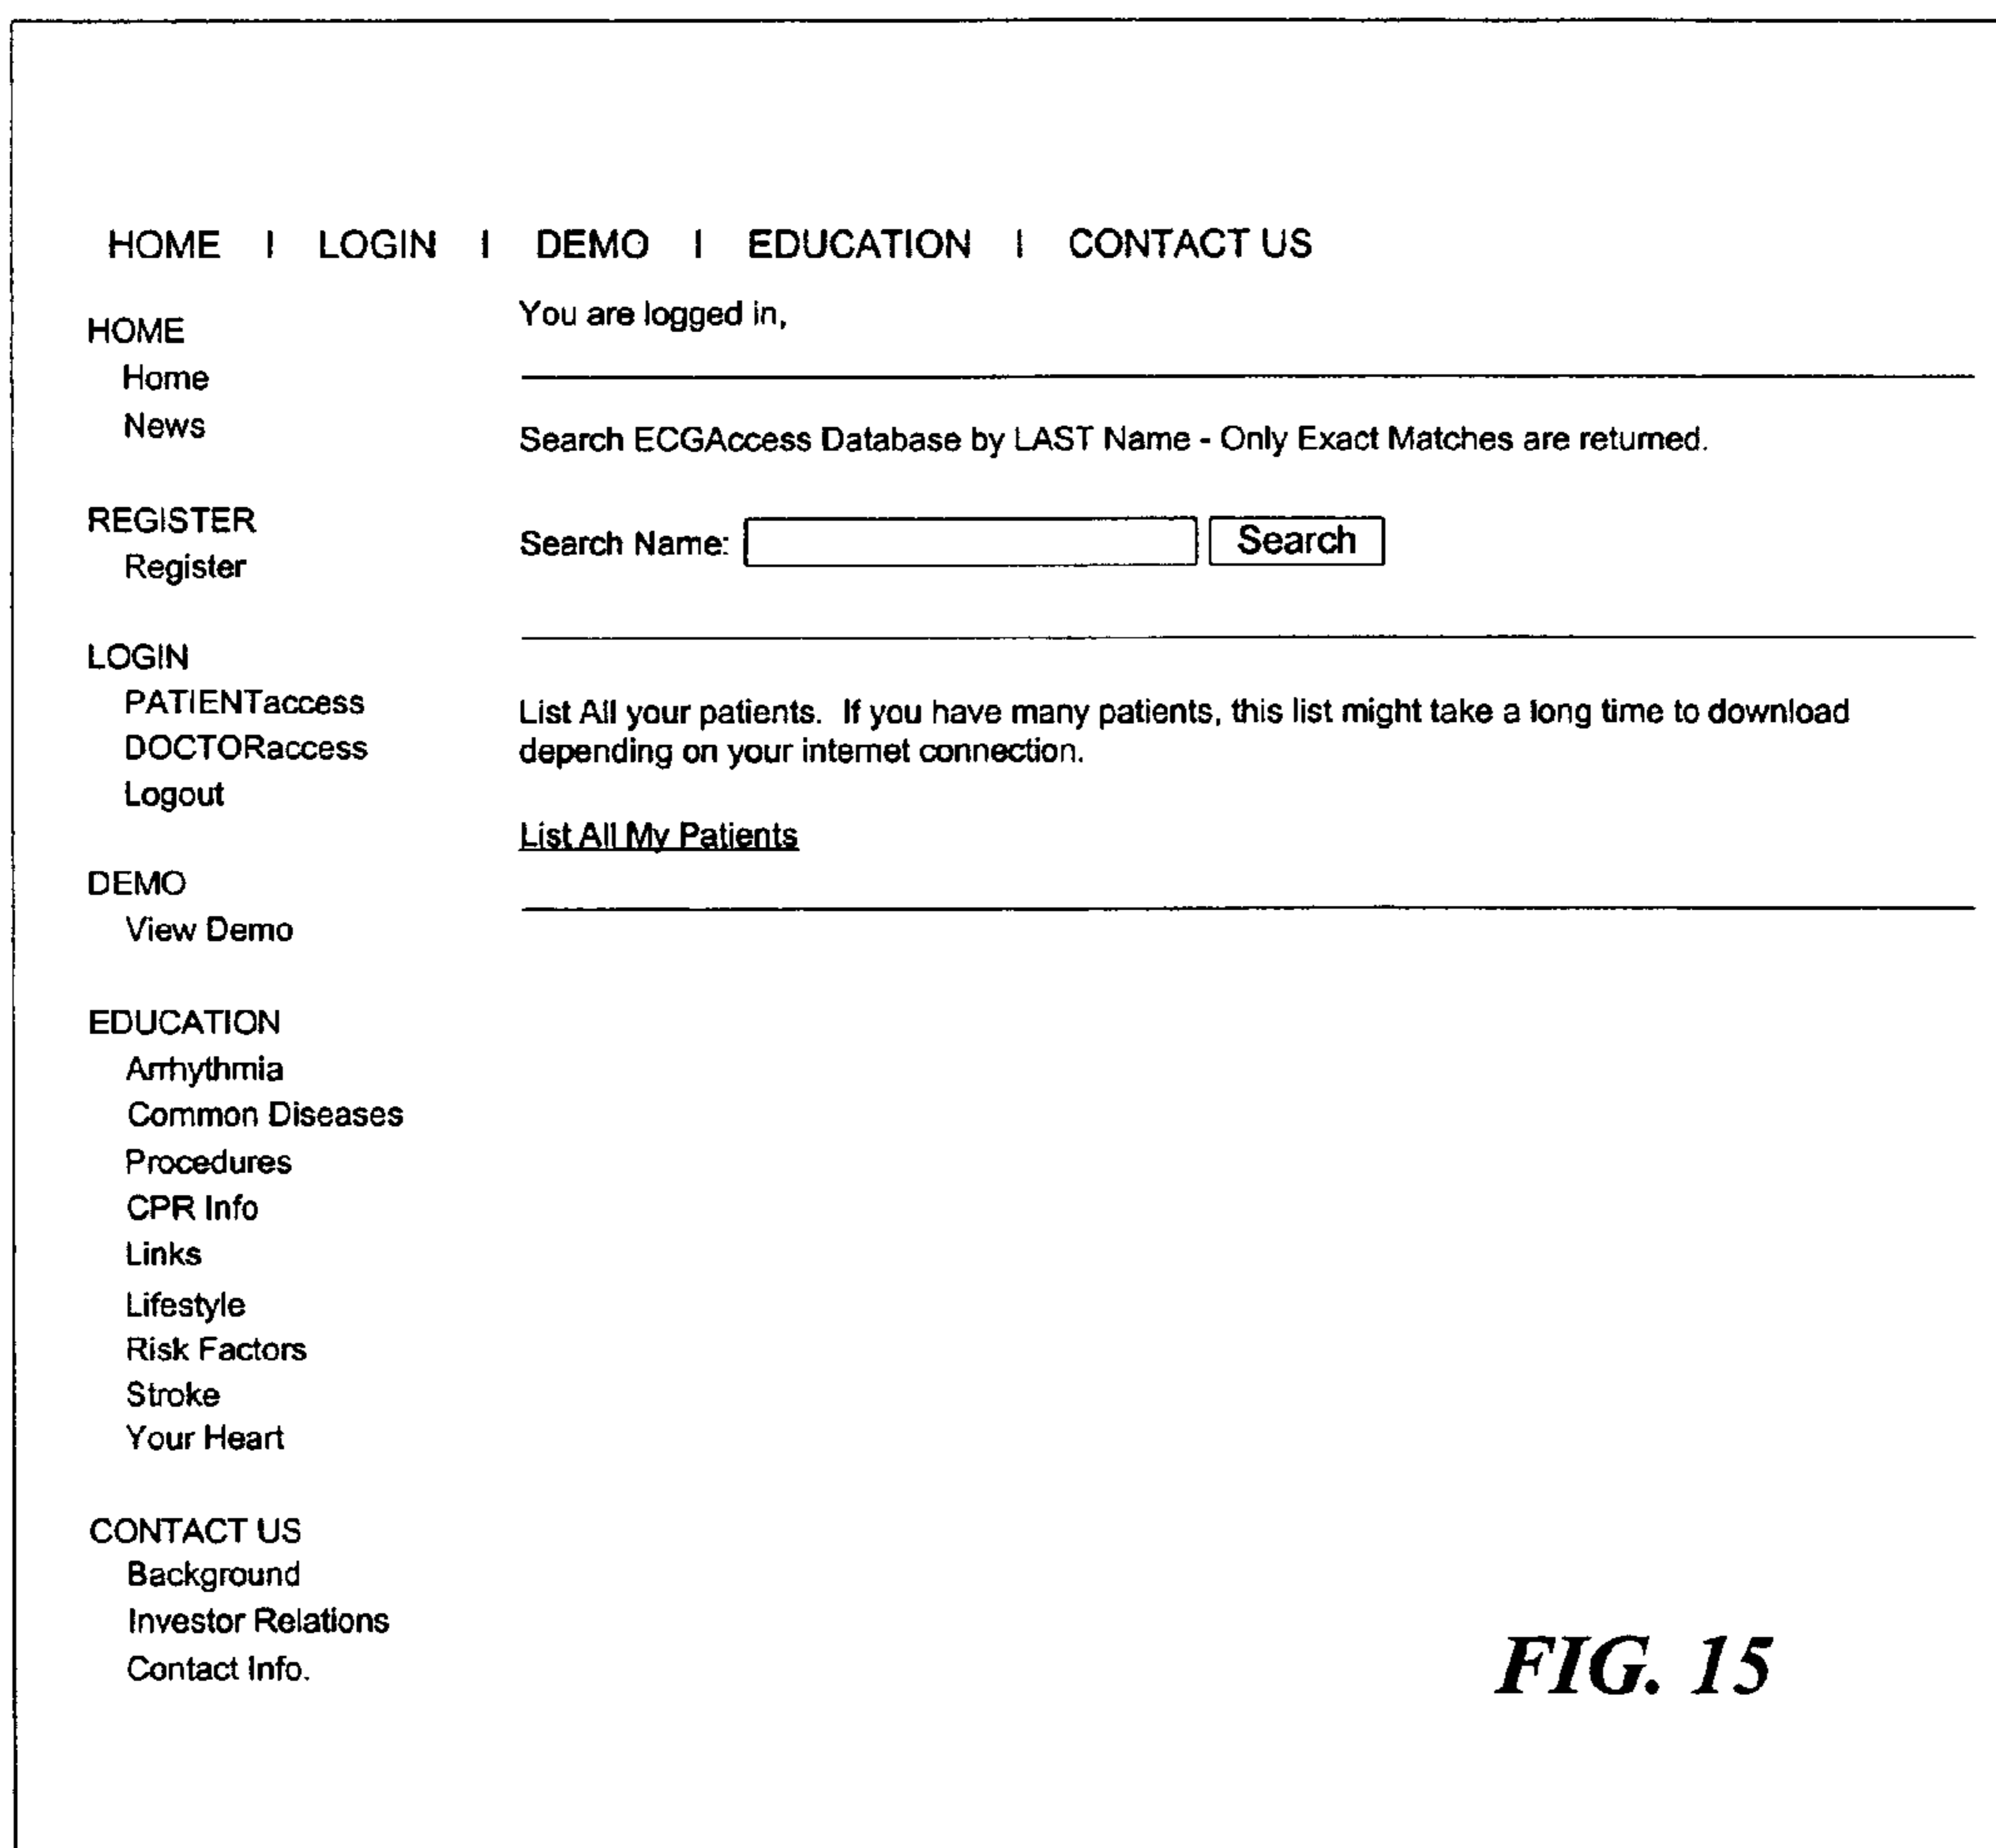 HOME | LOGIN | DEMO | EDUCATION | CONTACT US
HOME
Home
News
REGISTER
Register
LOGIN
PATIENTaccess
DOCTORaccess
Logout
DEMO
View Demo
EDUCATION
Arrhythmia
Common Diseases
Procedures
CPR Info
Links
Lifestyle
Risk Factors
Stroke
Your Heart
CONTACT US
Background
Investor Relations
Contact Info.
You are logged in,
Search ECGAccess Database by LAST Name - Only Exact Matches are returned.
Search Name: Search
List All your patients. If you have many patients, this list might take a long time to download
depending on your internet connection.
List All My Patients
FIG. 15